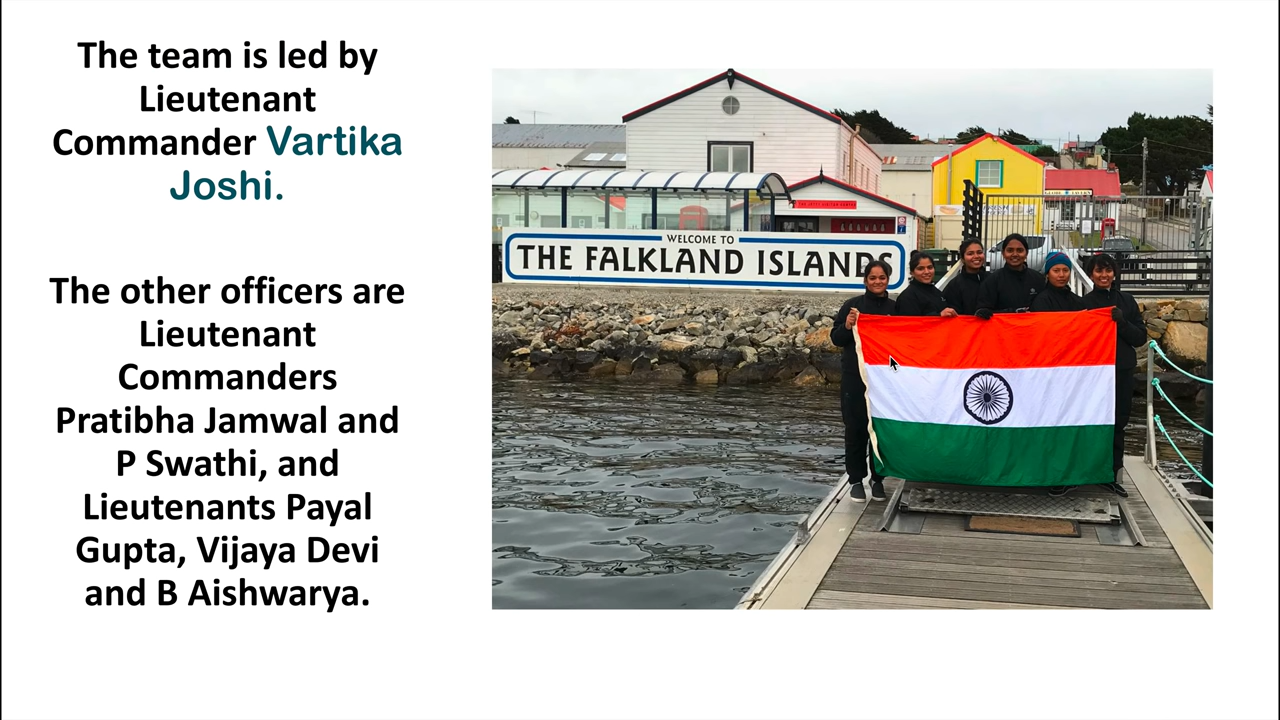 The team is led by
Lieutenant
Commander Vartika
Joshi.
The other officers are
Lieutenant
Commanders
Pratibha Jamwal and
P Swathi, and
Lieutenants Payal
Gupta, Vijaya Devi
and B Aishwarya.
WELCOME TO
THE FALKLAND ISLANDS